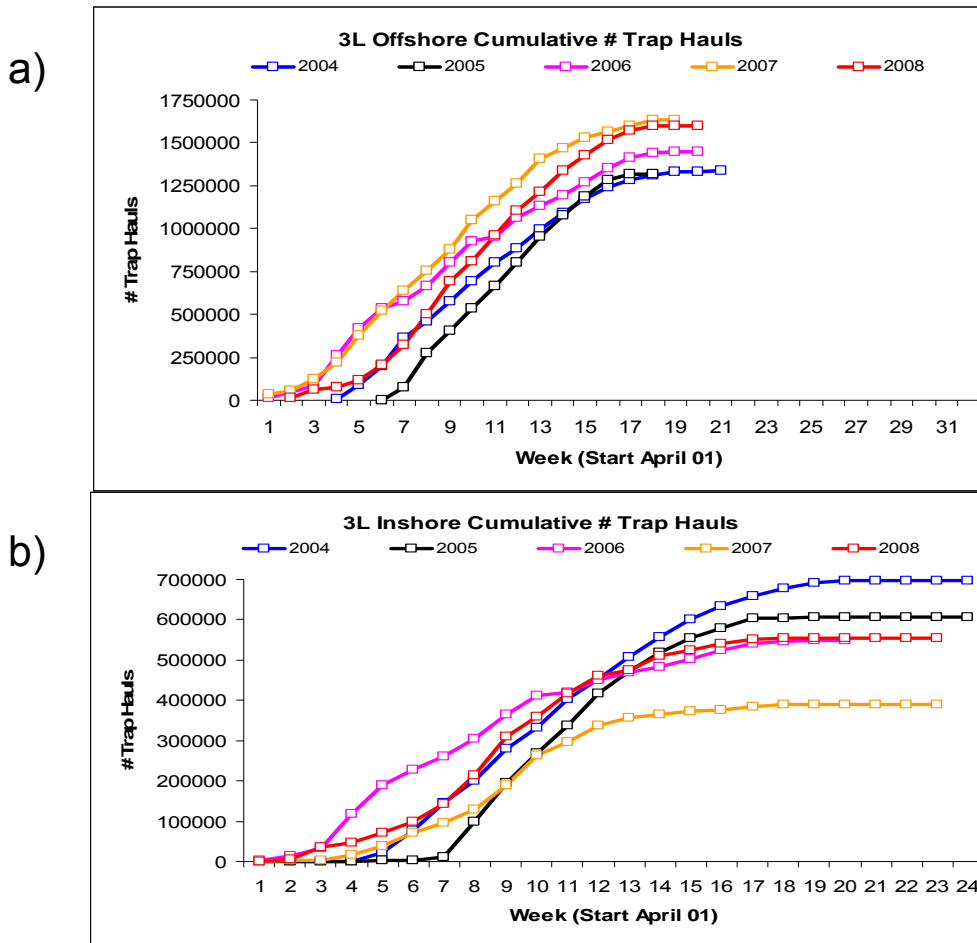 a)
3L Offshore Cumulative # Trap Hauls
2004 2005 2006 2007 2008
# Trap Hauls
1750000
1500000
1250000
1000000
750000
500000
250000
0
1 3 5 7 9 11 13 15 17 19 21 23 25 27 29 31
Week (Start April 01)
b)
3L Inshore Cumulative # Trap Hauls
2004 2005 2006 2007 2008
# Trap Hauls
700000
600000
500000
400000
300000
200000
100000
0
1 2 3 4 5 6 7 8 9 10 11 12 13 14 15 16 17 18 19 20 21 22 23 24
Week (Start April 01)